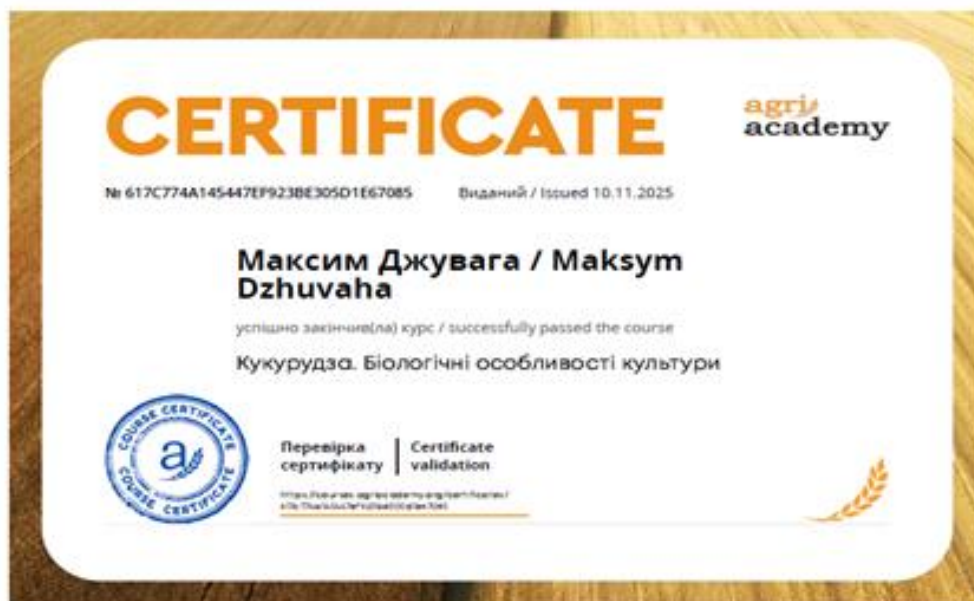 CERTIFICATE
agri
academy
№ 617C774A145447EF923BE305D1E67085 Виданий / Issued 10.11.2025
Максим Джувага / Maksym
Dzhuvaha
успішно закінчив(ла) курс / successfully passed the course
Кукурудза. Біологічні особливості культури
COURSE CERTIFICATE
a
COURSE CERTIFICATE
Перевірка
сертифікату
Certificate
validation